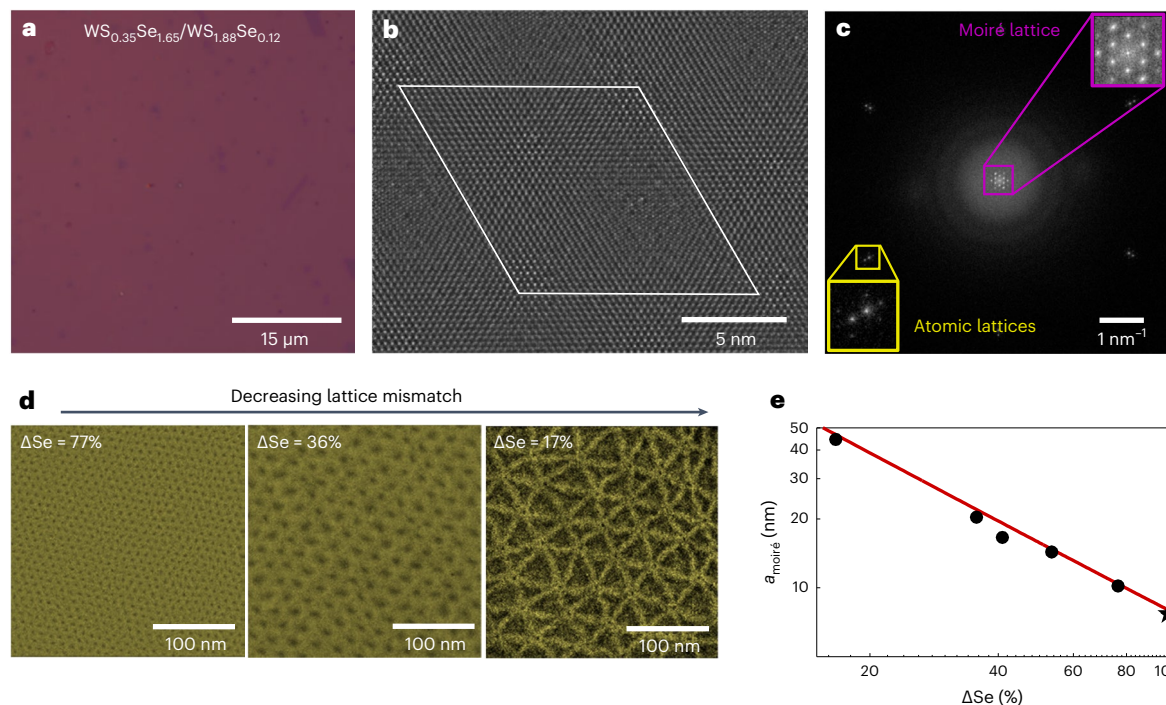 a
WS0.35Se1.65/WS1.88Se0.12
15 µm
b
5 nm
c
Moiré lattice
Atomic lattices
1 nm−1
d
Decreasing lattice mismatch
ΔSe = 77%
100 nm
ΔSe = 36%
100 nm
ΔSe = 17%
100 nm
e
50
40
30
20
10
amoiré (nm)
20
40
60
80
ΔSe (%)